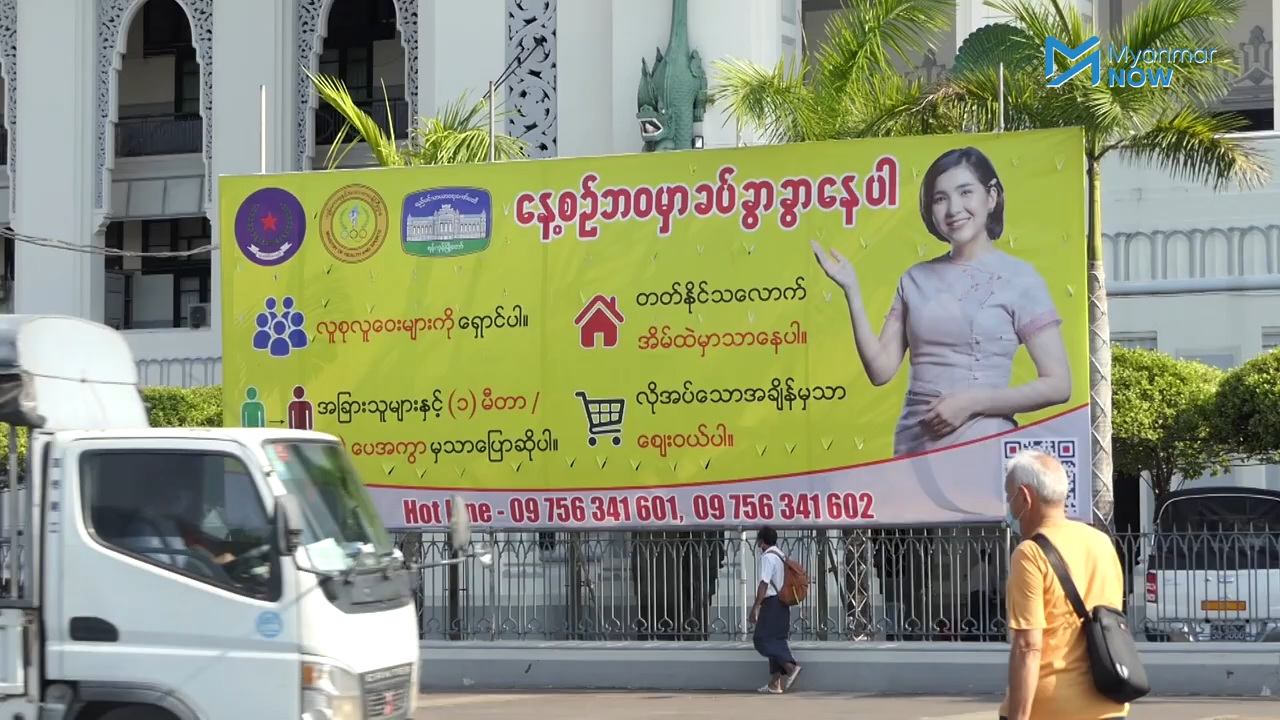 Myanmar
NOW
နေ့စဉ်ဘဝမှာခပ်ခွာခွာနေပါ
လူစုလူဝေးများကို ရှောင်ပါ။
တတ်နိုင်သလောက်
အိမ်ထဲမှာသာနေပါ။
အခြားသူများနှင့် (၁) မီတာ /
ပေအကွာ မှသာပြောဆိုပါ။
လိုအပ်သောအချိန်မှသာ
ဈေးဝယ်ပါ။
Hot Line - 09 756 341 601, 09 756 341 602